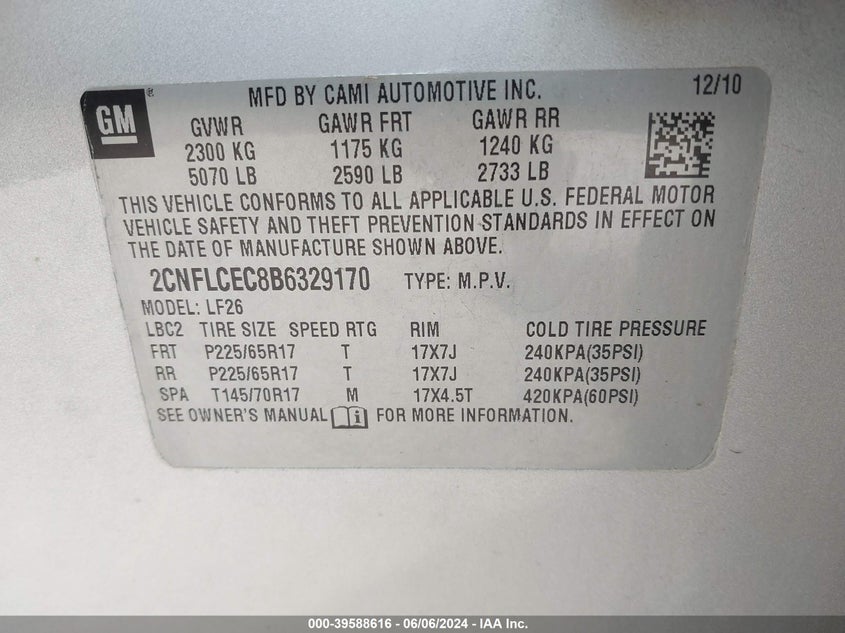 GM ®
MFD BY CAMI AUTOMOTIVE INC. 12/10
GVWR GAWR FRT GAWR RR
2300 KG 1175 KG 1240 KG
5070 LB 2590 LB 2733 LB
THIS VEHICLE CONFORMS TO ALL APPLICABLE U.S. FEDERAL MOTOR
VEHICLE SAFETY AND THEFT PREVENTION STANDARDS IN EFFECT ON
THE DATE OF MANUFACTURE SHOWN ABOVE.
2CNFLCEC8B6329170 TYPE: M.P.V.
MODEL: LF26
LBC2 TIRE SIZE SPEED RTG RIM COLD TIRE PRESSURE
FRT P225/65R17 T 17X7J 240KPA(35PSI)
RR P225/65R17 T 17X7J 240KPA(35PSI)
SPA T145/70R17 M 17X4.5T 420KPA(60PSI)
SEE OWNER'S MANUAL FOR MORE INFORMATION.
000-39588616 - 06/06/2024 - IAAI.com